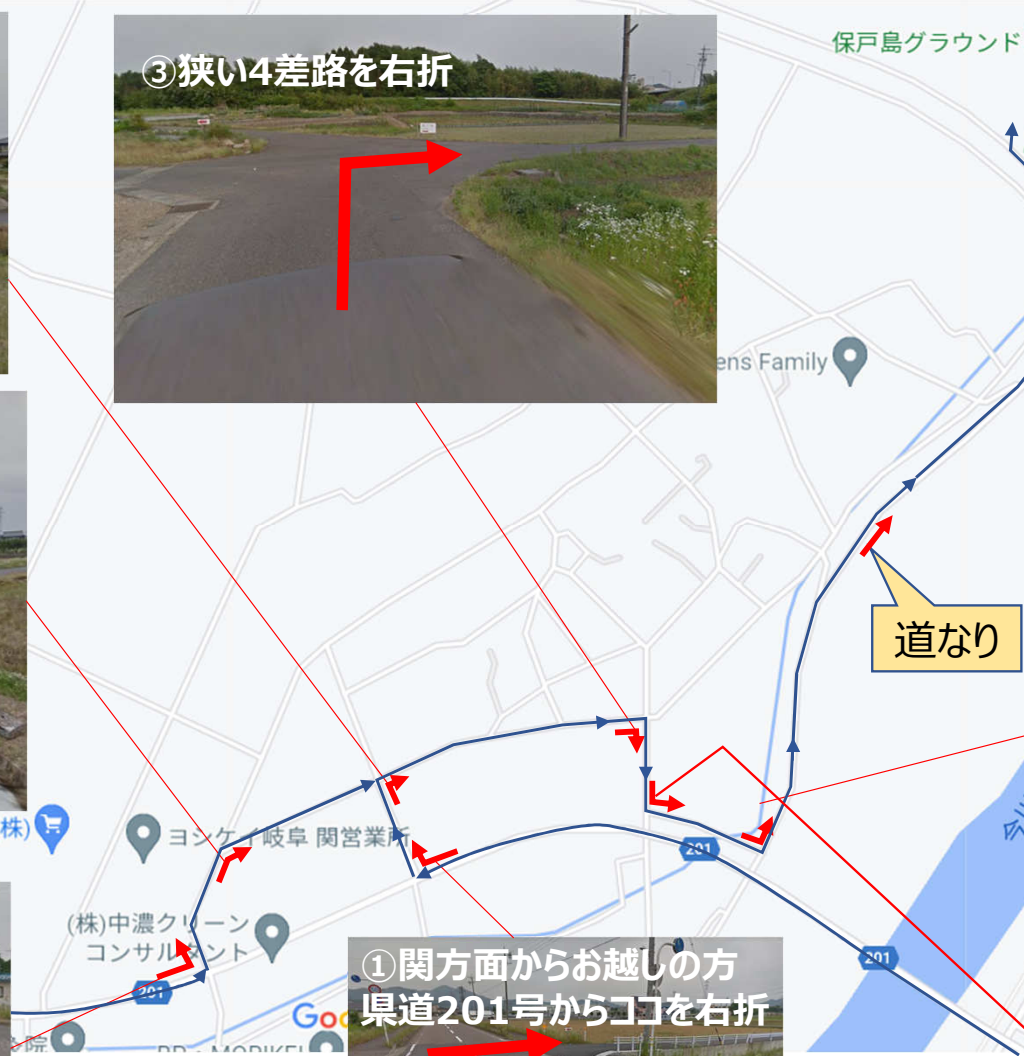 ③狭い4差路を右折
保戸島グラウンド
ens Family
道なり
株)
ヨシケイ岐阜 関営業所
201
(株)中濃クリーン
コンサルタント
201
201
①関方面からお越しの方
県道201号からココを右折
Goo
院